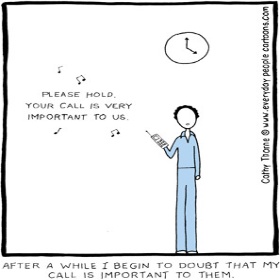 PLEASE HOLD,
YOUR CALL IS VERY
IMPORTANT TO US.
Cathy Thorne © www.everyday people cartoons.com
AFTER A WHILE I BEGIN TO DOUBT THAT MY
CALL IS IMPORTANT TO THEM.